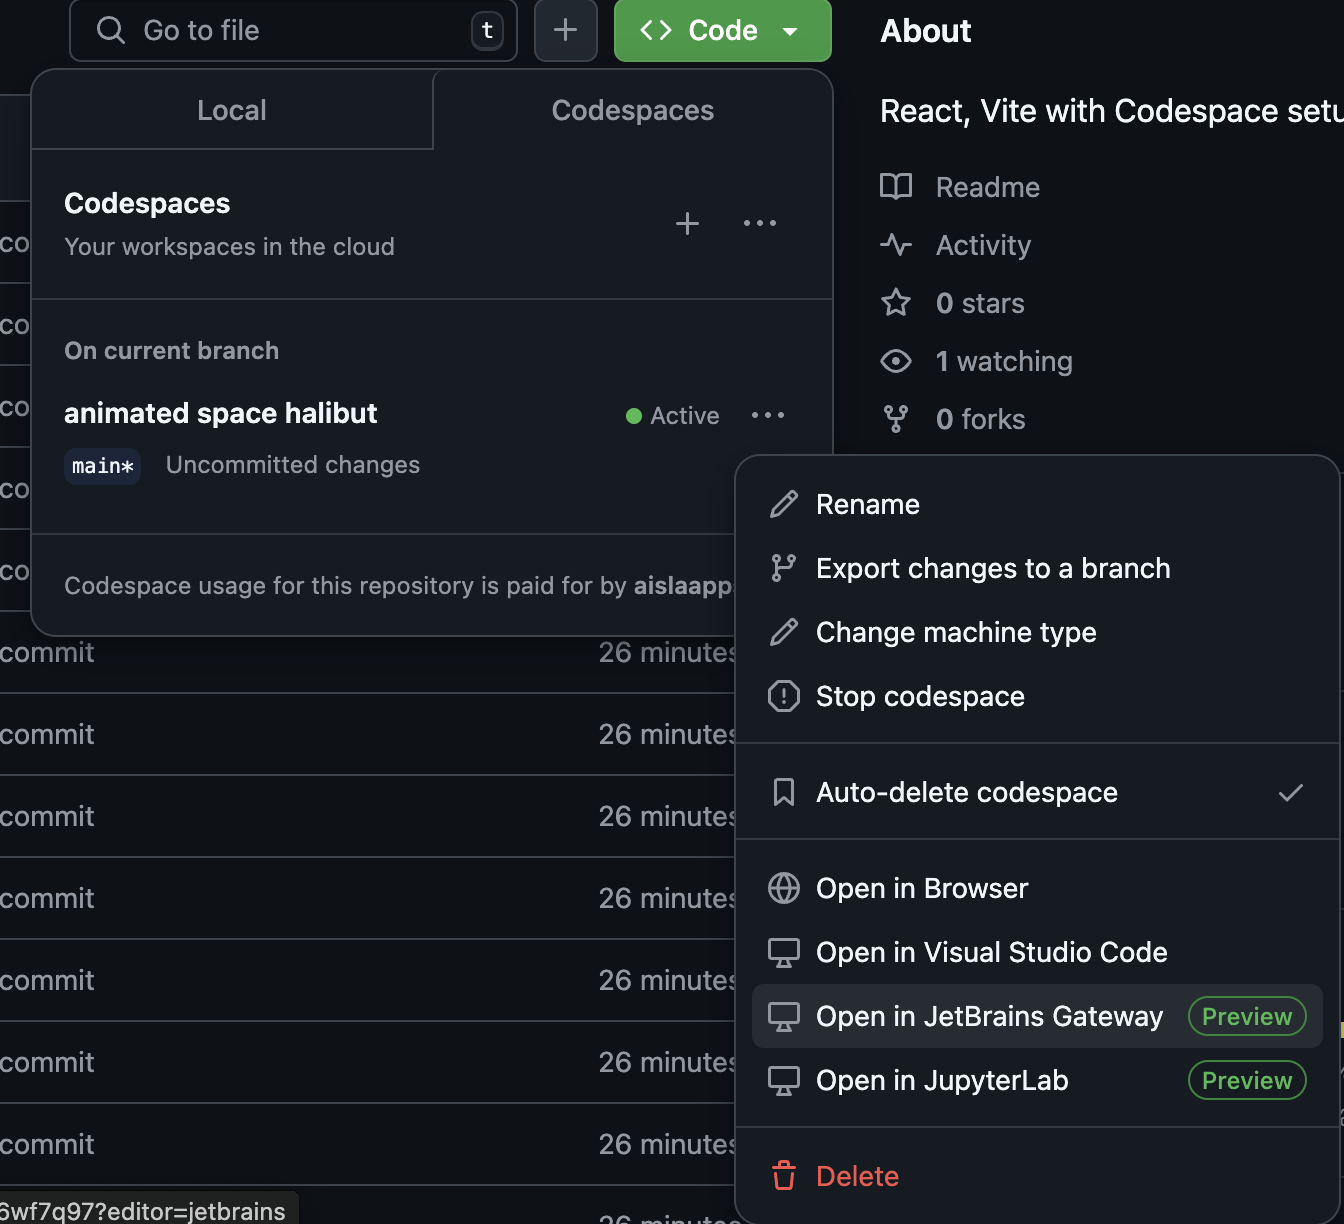 Go to file
t
Code
About
Local
Codespaces
React, Vite with Codespace setu
Codespaces
Your workspaces in the cloud
Readme
Activity
0 stars
1 watching
0 forks
On current branch
animated space halibut
Active
main*
Uncommitted changes
Codespace usage for this repository is paid for by aislaapp
co
co
co
co
co
commit
26 minutes
commit
26 minutes
commit
26 minutes
commit
26 minutes
commit
26 minutes
commit
26 minutes
commit
26 minutes
26 minutes
Rename
Export changes to a branch
Change machine type
Stop codespace
Auto-delete codespace
Open in Browser
Open in Visual Studio Code
Open in JetBrains Gateway Preview
Open in JupyterLab Preview
Delete
6wf7q97?editor=jetbrains